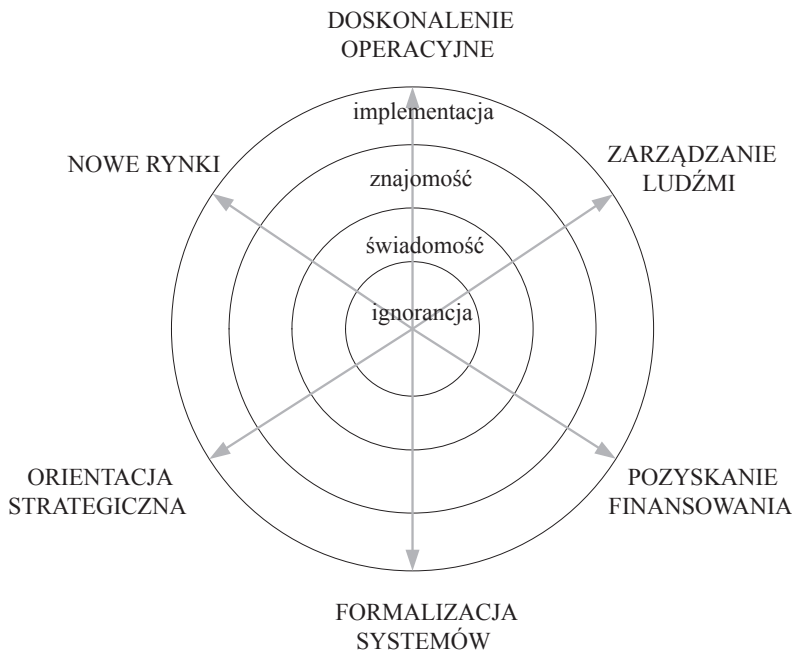 DOSKONALENIE
OPERACYJNE
implementacja
NOWE RYNKI
ZARZĄDZANIE
LUDŹMI
znajomość
świadomość
ignorancja
ORIENTACJA
STRATEGICZNA
POZYSKANIE
FINANSOWANIA
FORMALIZACJA
SYSTEMÓW